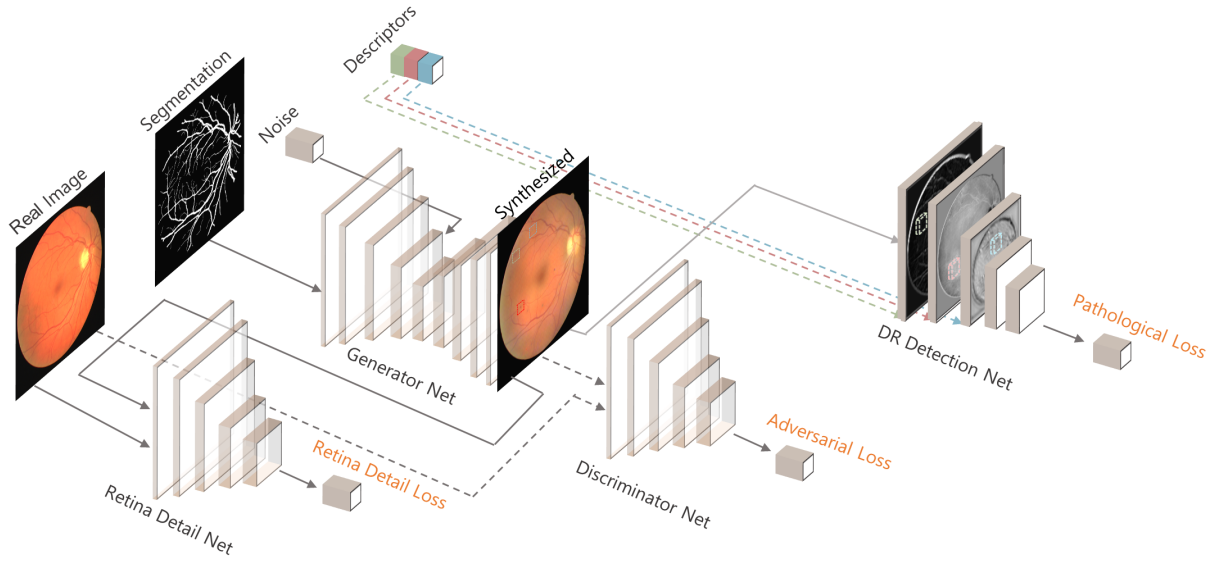 Descriptors
Segmentation
Noise
Real Image
Synthesized
Generator Net
DR Detection Net
Pathological Loss
Retina Detail Loss
Adversarial Loss
Retina Detail Net
Discriminator Net